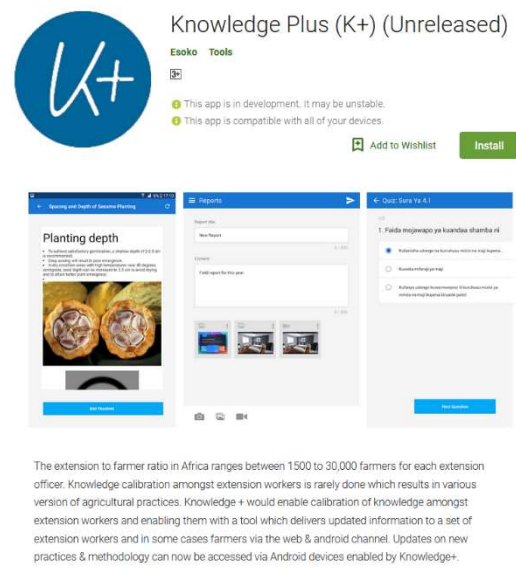 K+
Knowledge Plus (K+) (Unreleased)
Esoko Tools
3+
This app is in development. It may be unstable.
This app is compatible with all of your devices.
Add to Wishlist
Install
Spacing and Depth of Sesame Planting
Planting depth
Reports
Report title
New Report
Content
Field report for this year
Quiz: Sura Ya 4.1
1. Faida mojawapo ya kuandaa shamba ni
Kuandaa mifereji ya maji
Next Question
The extension to farmer ratio in Africa ranges between 1500 to 30,000 farmers for each extension
officer. Knowledge calibration amongst extension workers is rarely done which results in various
version of agricultural practices. Knowledge + would enable calibration of knowledge amongst
extension workers and enabling them with a tool which delivers updated information to a set of
extension workers and in some cases farmers via the web & android channel. Updates on new
practices & methodology can now be accessed via Android devices enabled by Knowledge+.